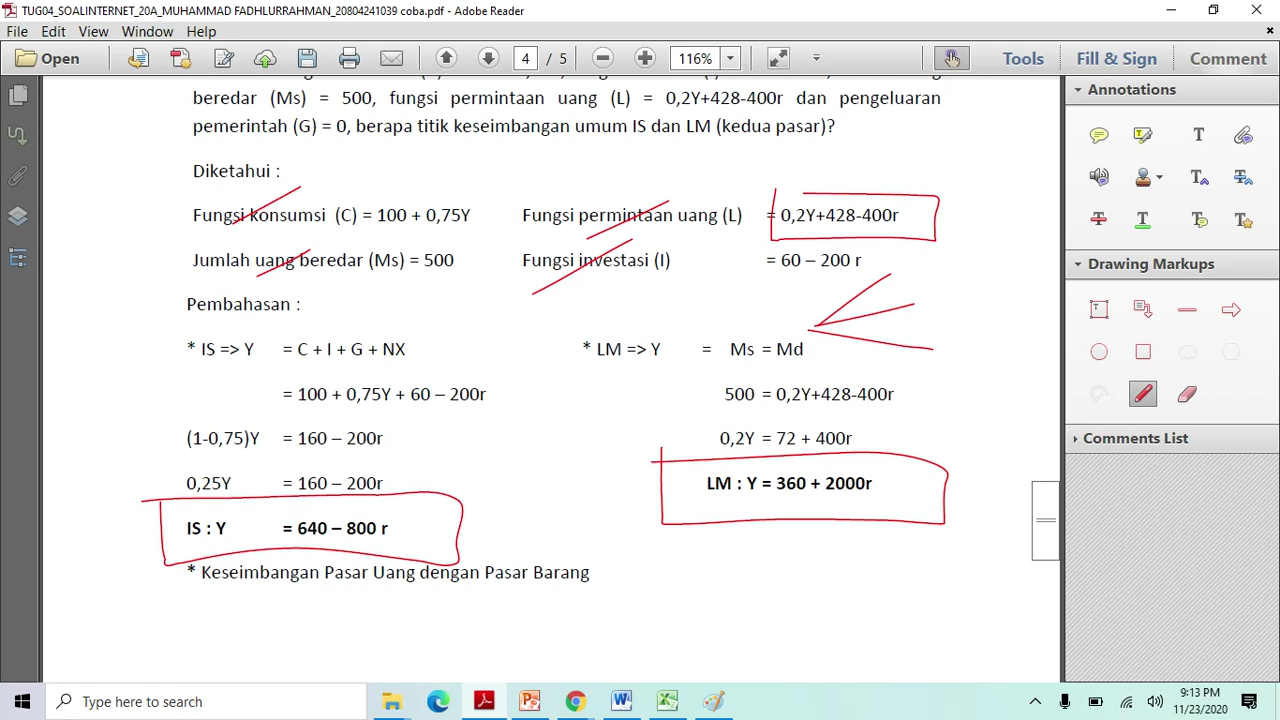 TUG04_SOALINTERNET_20A_MUHAMMAD FADHLURRAHMAN_20804241039 coba.pdf - Adobe Reader
File Edit View Window Help
Open 4 / 5 116% Tools Fill & Sign Comment
beredar (Ms) = 500, fungsi permintaan uang (L) = 0,2Y+428-400r dan pengeluaran
pemerintah (G) = 0, berapa titik keseimbangan umum IS dan LM (kedua pasar)?
Diketahui :
Fungsi konsumsi (C) = 100 + 0,75Y Fungsi permintaan uang (L) = 0,2Y+428-400r
Jumlah uang beredar (Ms) = 500 Fungsi investasi (I) = 60 – 200 r
Pembahasan :
* IS => Y = C + I + G + NX * LM => Y = Ms = Md
= 100 + 0,75Y + 60 – 200r 500 = 0,2Y+428-400r
(1-0,75)Y = 160 – 200r 0,2Y = 72 + 400r
0,25Y = 160 – 200r LM : Y = 360 + 2000r
IS : Y = 640 – 800 r
* Keseimbangan Pasar Uang dengan Pasar Barang
Annotations
Drawing Markups
Comments List
Type here to search
9:13 PM
11/23/2020